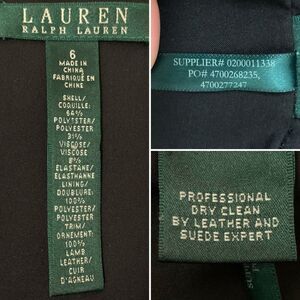 LAUREN
RALPH LAUREN
6
MADE IN
CHINA
FABRIQUÉ EN
CHINE
SHELL/
COQUILLE:
64%
POLYESTER/
POLYESTER
31%
VISCOSE/
VISCOSE
5%
ELASTANE/
ELASTHANNE
LINING/
DOUBLURE:
100%
POLYESTER/
POLYESTER
TRIM/
ORNEMENT:
100%
LAMB
LEATHER/
CUIR
D'AGNEAU
SUPPLIER# 0200011338
PO# 4700268235,
4700277247
PROFESSIONAL
DRY CLEAN
BY LEATHER AND
SUEDE EXPERT